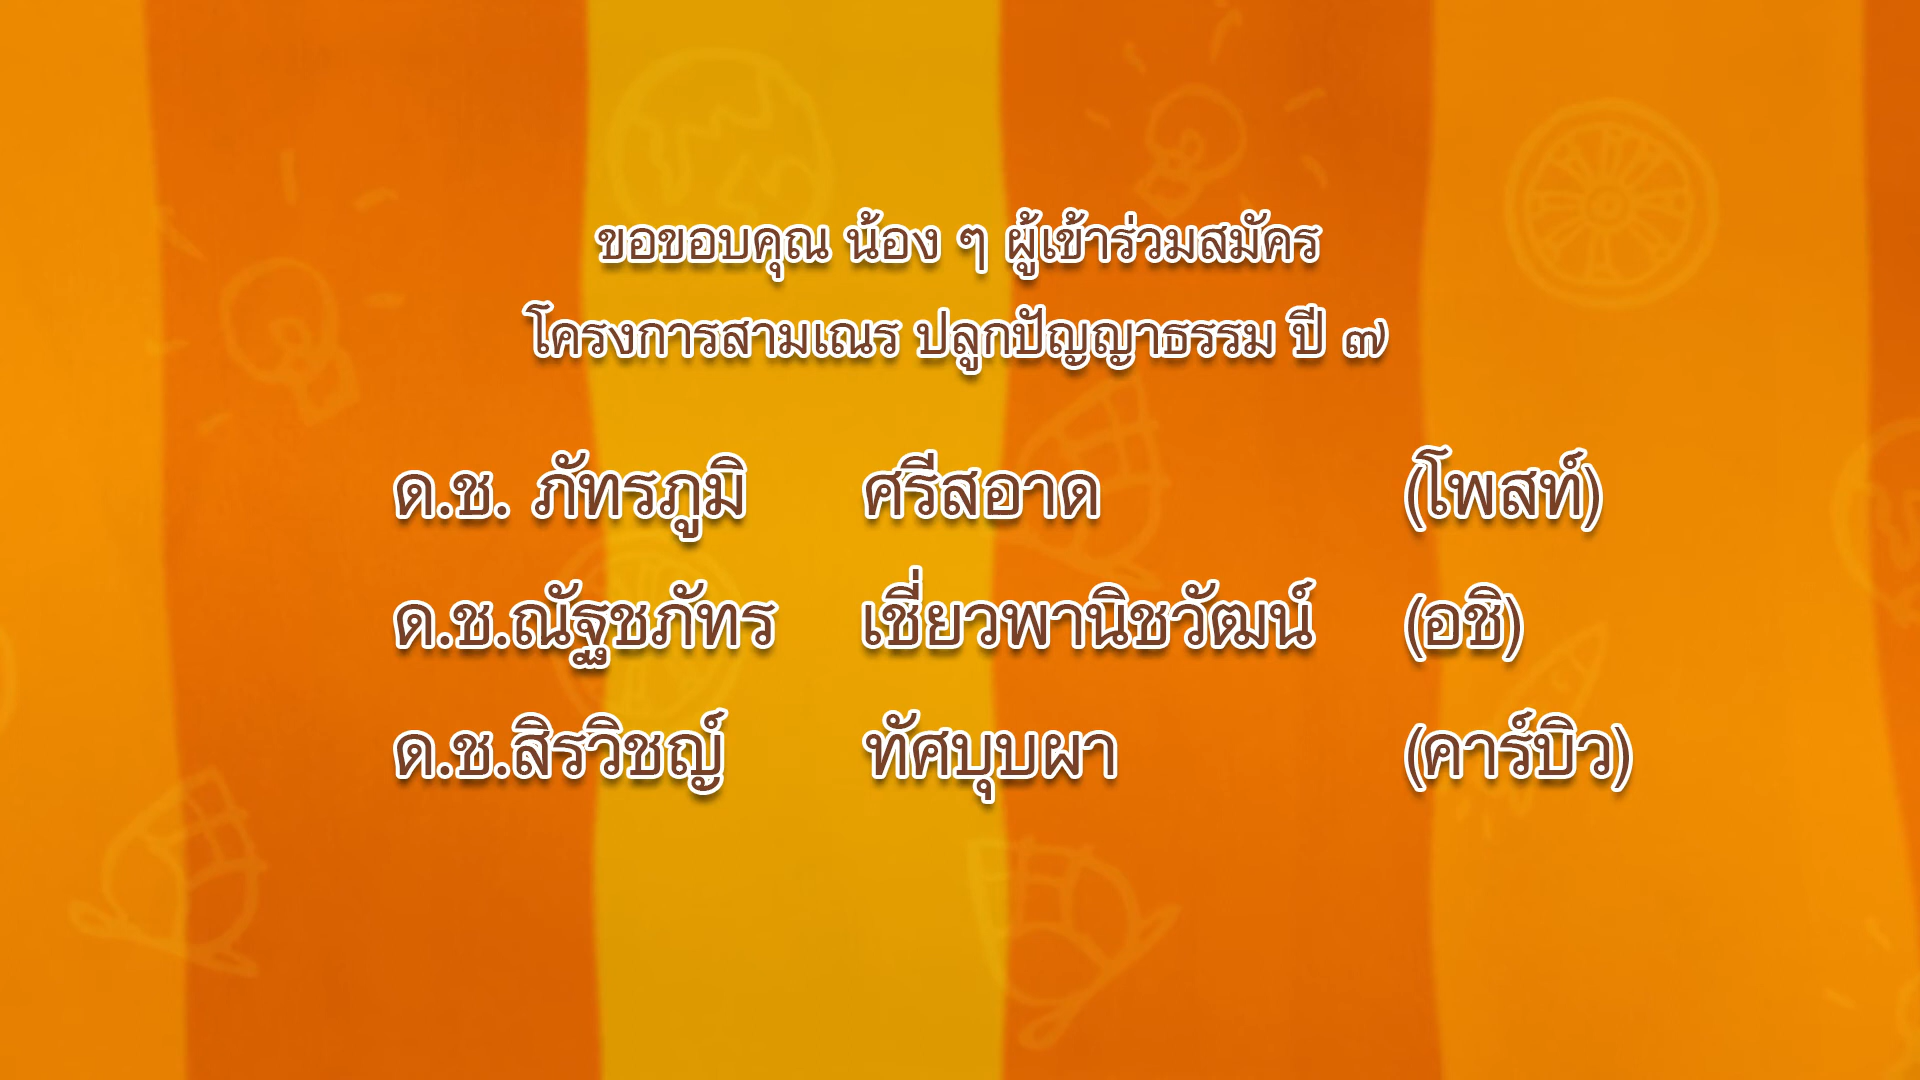 ขอขอบคุณ น้อง ๆ ผู้เข้าร่วมสมัคร
โครงการสามเณร ปลูกปัญญาธรรม ปี ๗
ด.ช. ภัทรภูมิ ศรีสอาด (โพสท์)
ด.ช.ณัฐชภัทร เชี่ยวพานิชวัฒน์ (อชิ)
ด.ช.สิรวิชญ์ ทัศบุบผา (คาร์บิว)